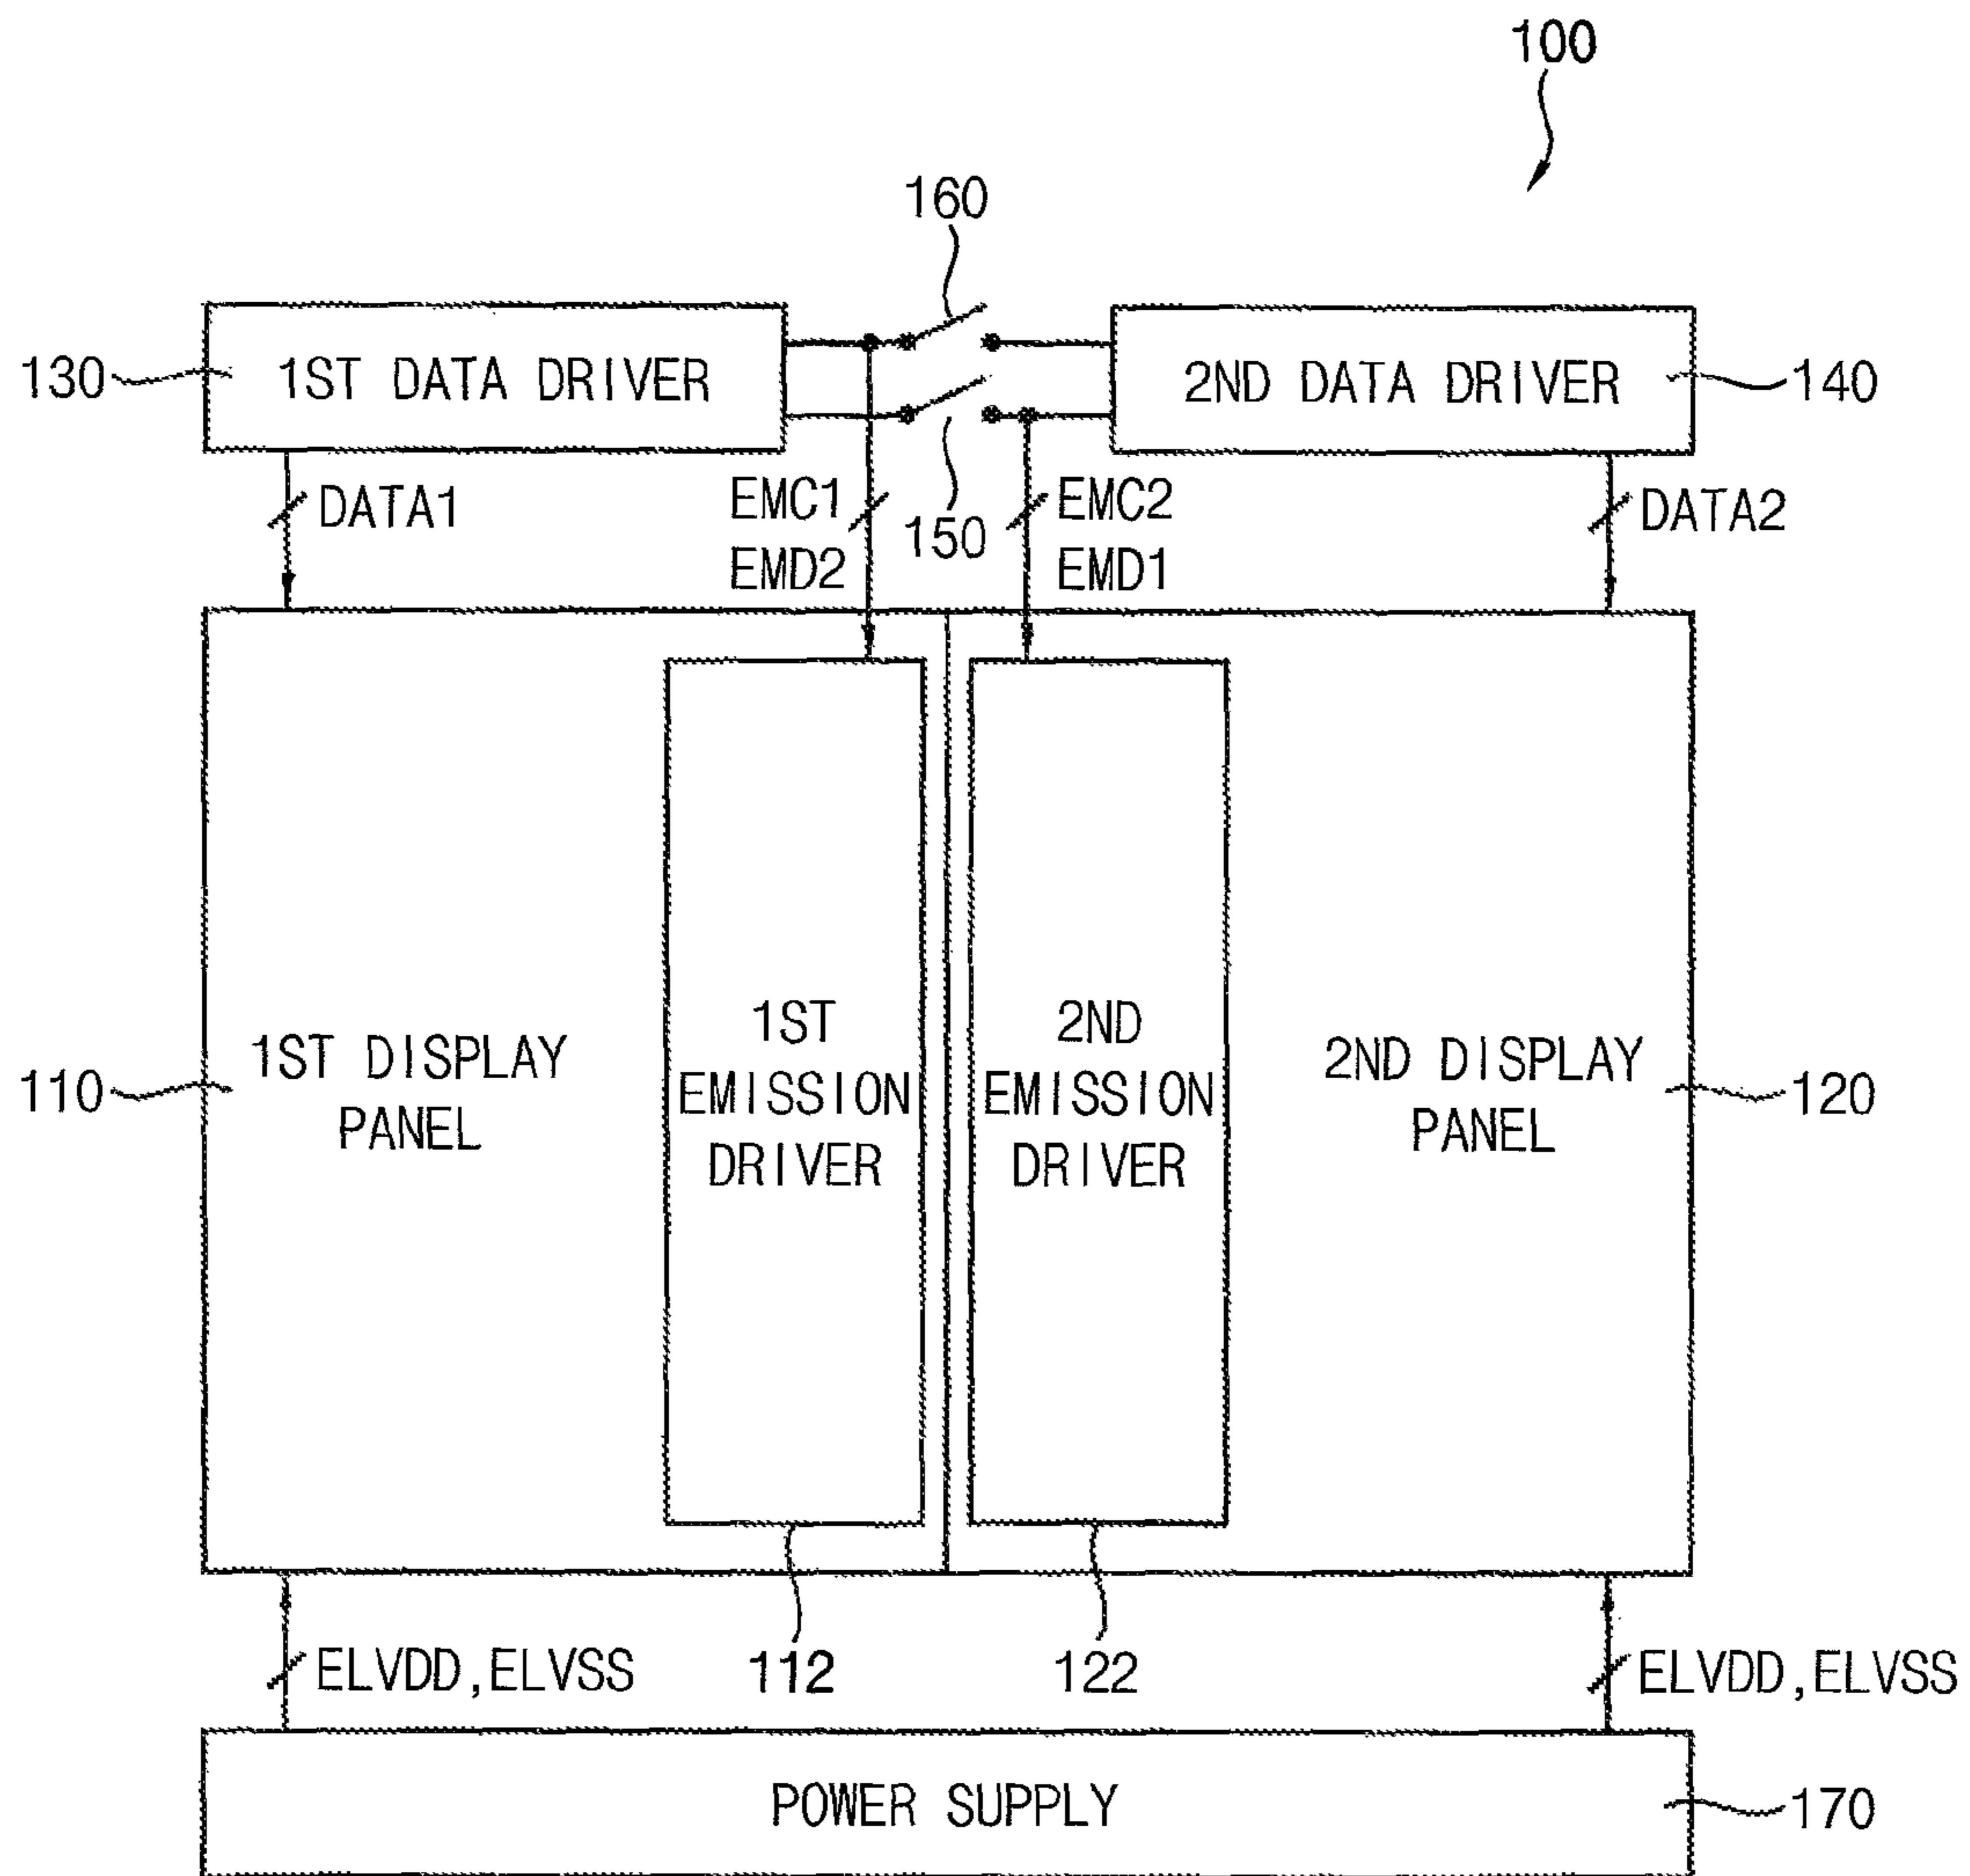 100
160
130
1ST DATA DRIVER
2ND DATA DRIVER
140
DATA1
EMC1
EMD2
150
EMC2
EMD1
DATA2
110
1ST DISPLAY
PANEL
1ST
EMISSION
DRIVER
2ND
EMISSION
DRIVER
2ND DISPLAY
PANEL
120
ELVDD,ELVSS
112
122
ELVDD,ELVSS
POWER SUPPLY
170